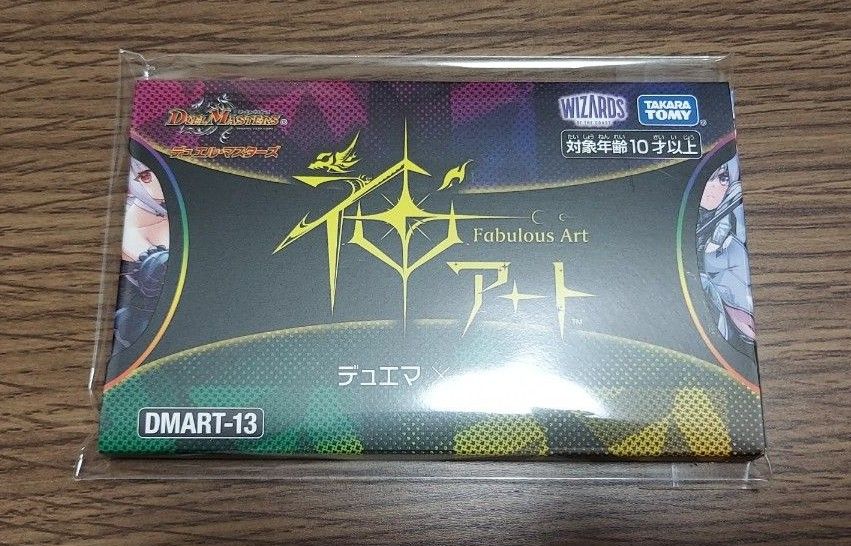 DUEL MASTERS
デュエル・マスターズ
WIZARDS
OF THE COAST
TAKARA
TOMY
たいしょうねんれい さいいじょう
対象年齢10才以上
神
Fabulous Art
アート
TM
デュエマ ×
DMART-13